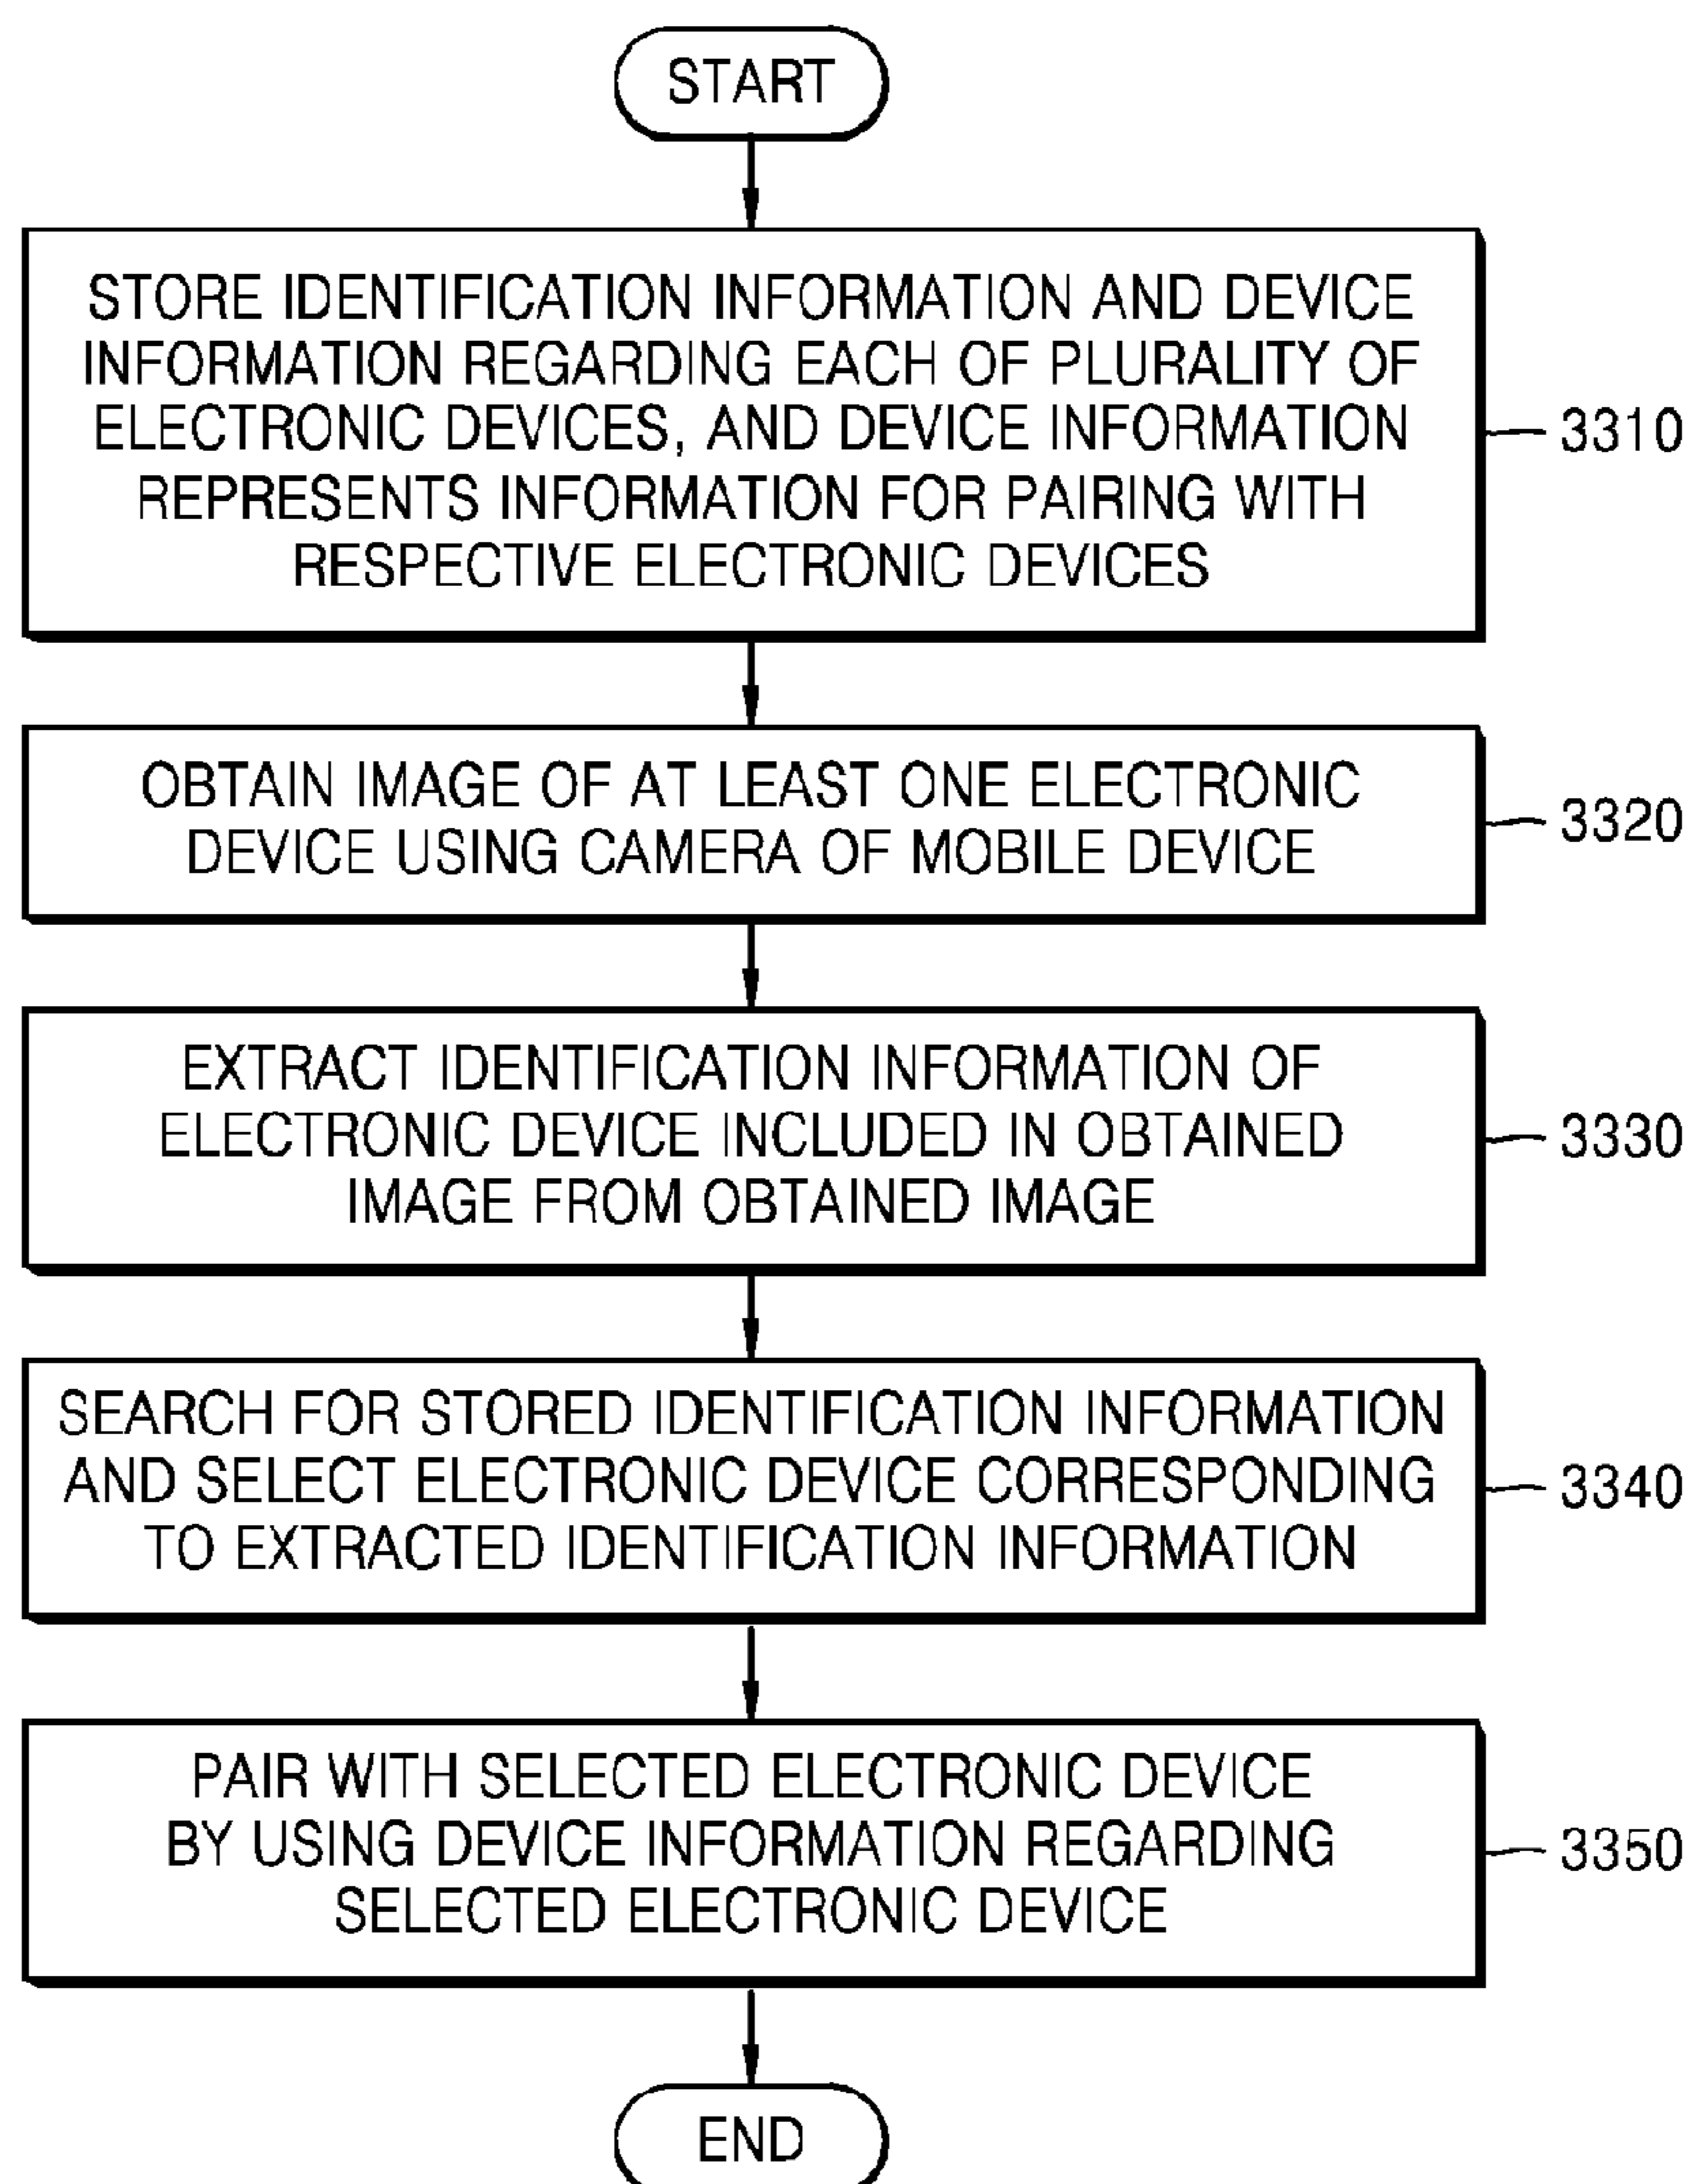 START
STORE IDENTIFICATION INFORMATION AND DEVICE
INFORMATION REGARDING EACH OF PLURALITY OF
ELECTRONIC DEVICES, AND DEVICE INFORMATION
REPRESENTS INFORMATION FOR PAIRING WITH
RESPECTIVE ELECTRONIC DEVICES
3310
OBTAIN IMAGE OF AT LEAST ONE ELECTRONIC
DEVICE USING CAMERA OF MOBILE DEVICE
3320
EXTRACT IDENTIFICATION INFORMATION OF
ELECTRONIC DEVICE INCLUDED IN OBTAINED
IMAGE FROM OBTAINED IMAGE
3330
SEARCH FOR STORED IDENTIFICATION INFORMATION
AND SELECT ELECTRONIC DEVICE CORRESPONDING
TO EXTRACTED IDENTIFICATION INFORMATION
3340
PAIR WITH SELECTED ELECTRONIC DEVICE
BY USING DEVICE INFORMATION REGARDING
SELECTED ELECTRONIC DEVICE
3350
END